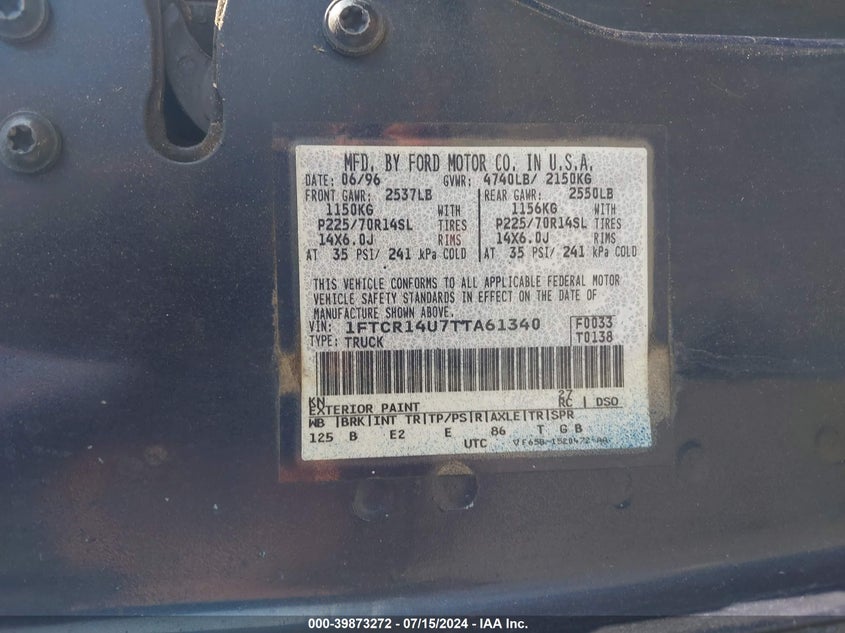 MFD. BY FORD MOTOR CO. IN U.S.A.
DATE: 06/96 GVWR: 4740LB/ 2150KG
FRONT GAWR: 2537LB REAR GAWR: 2550LB
1150KG WITH 1156KG WITH
P225/70R14SL TIRES P225/70R14SL TIRES
14X6.0J RIMS 14X6.0J RIMS
AT 35 PSI/ 241 kPa COLD AT 35 PSI/ 241 kPa COLD
THIS VEHICLE CONFORMS TO ALL APPLICABLE FEDERAL MOTOR
VEHICLE SAFETY STANDARDS IN EFFECT ON THE DATE OF
MANUFACTURE SHOWN ABOVE.
VIN: 1FTCR14U7TTA61340 F0033
TYPE: TRUCK T0138
KN 27
EXTERIOR PAINT RC DSO
WB BRK INT TR TP/PS R AXLE TR SPR
125 B E2 E 86 T G B
UTC
000-39873272 - 07/15/2024 - IAA Inc.